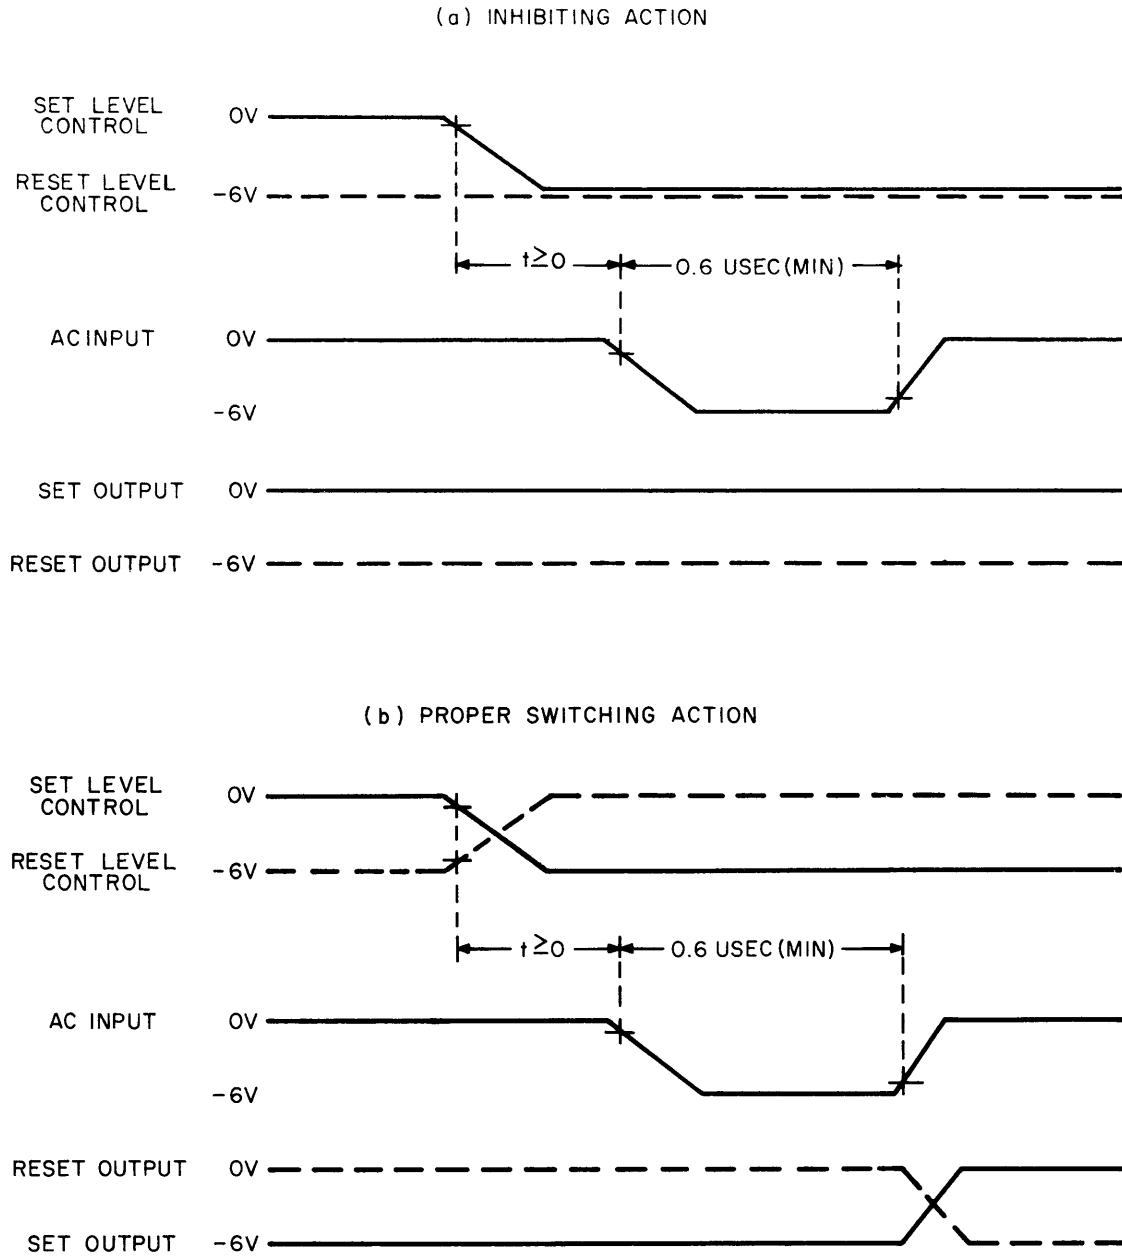 (a) INHIBITING ACTION
SET LEVEL
CONTROL
0V
RESET LEVEL
CONTROL
-6V
t≥0
0.6 USEC(MIN)
AC INPUT
0V
-6V
SET OUTPUT
0V
RESET OUTPUT
-6V
(b) PROPER SWITCHING ACTION
SET LEVEL
CONTROL
0V
RESET LEVEL
CONTROL
-6V
t≥0
0.6 USEC(MIN)
AC INPUT
0V
-6V
RESET OUTPUT
0V
SET OUTPUT
-6V